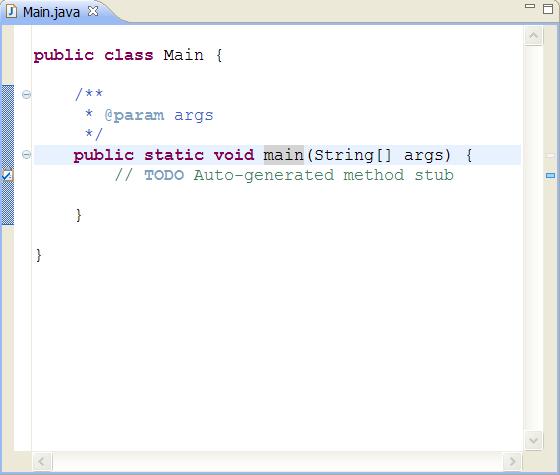 Main.java
public class Main {
/**
* @param args
*/
public static void main(String[] args) {
// TODO Auto-generated method stub
}
}